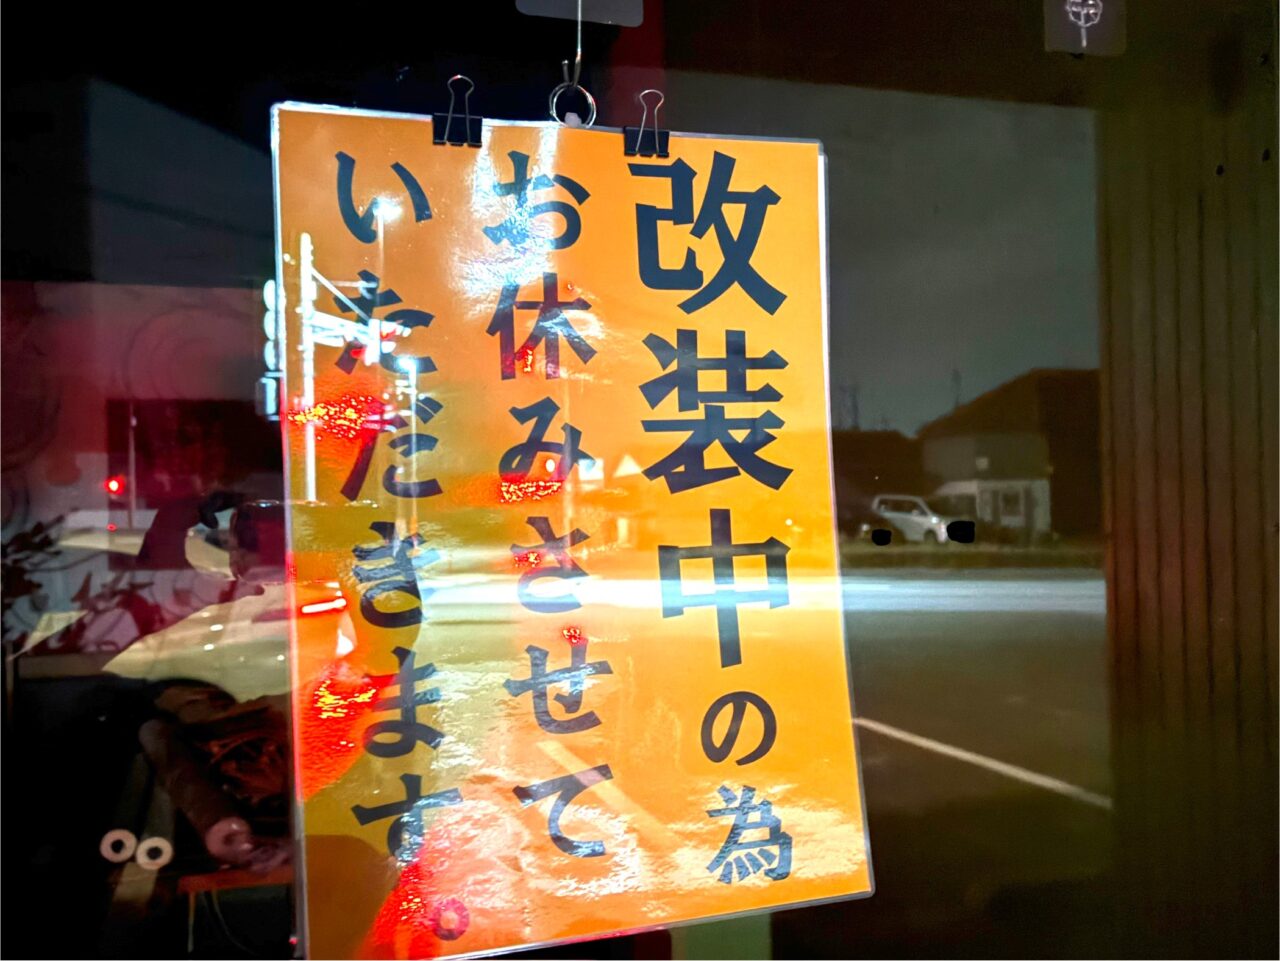 改装中の為
お休みさせて
いただきます。